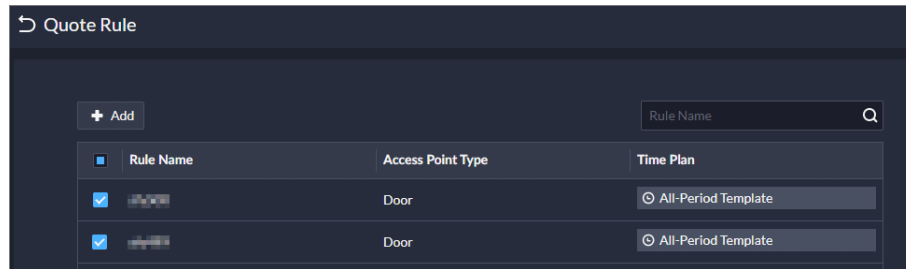 Quote Rule
+ Add
Rule Name
Rule Name Access Point Type Time Plan
Door All-Period Template
Door All-Period Template